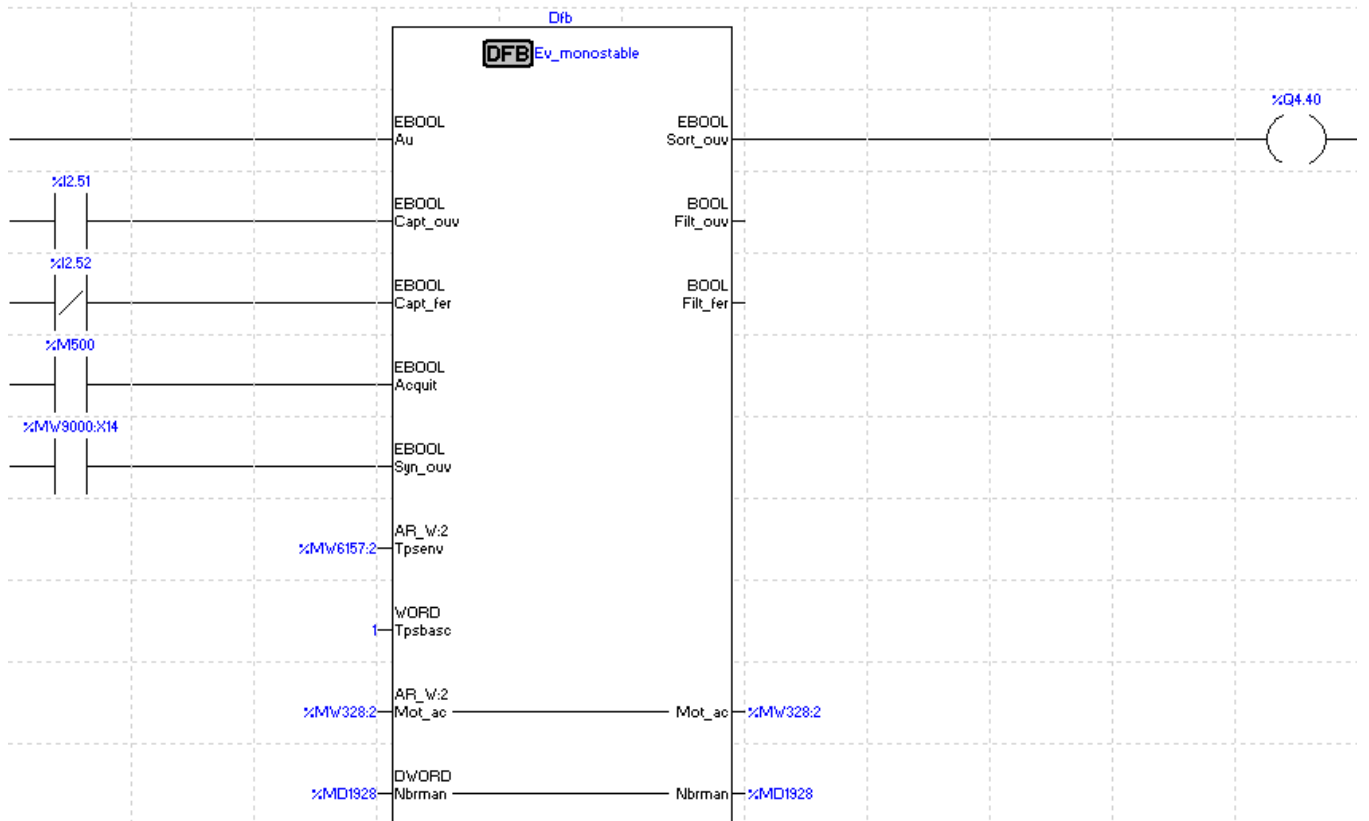 Dfb
DFB Ev_monostable
%Q4.40
EBOOL EBOOL
Au Sort_ouv
%I2.51
EBOOL BOOL
Capt_ouv Filt_ouv
%I2.52
EBOOL BOOL
Capt_fer Filt_fer
%M500
EBOOL
Acquit
%MW9000:X14
EBOOL
Syn_ouv
AR_W:2
%MW6157:2 Tpsenv
WORD
1 Tpsbasc
AR_W:2
%MW328:2 Mot_ac Mot_ac %MW328:2
DWORD
%MD1928 Nbrman Nbrman %MD1928